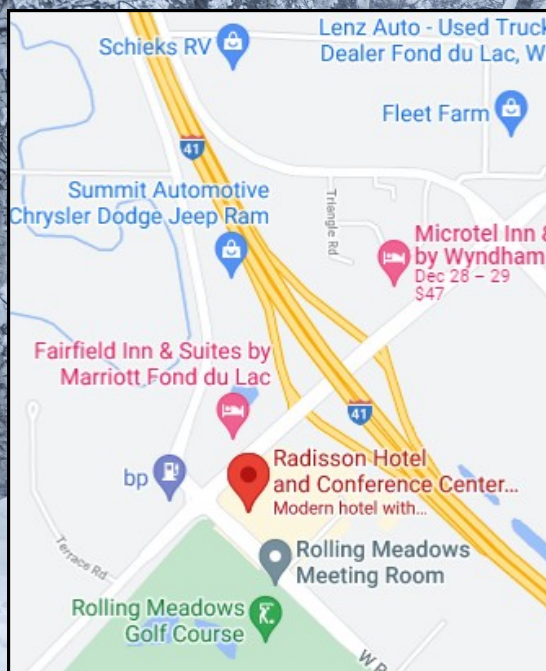 Lenz Auto - Used Truck
Dealer Fond du Lac, W
Schieks RV
Fleet Farm
41
Summit Automotive
Chrysler Dodge Jeep Ram
Triangle Rd
Microtel Inn &
by Wyndham
Dec 28 – 29
$47
Fairfield Inn & Suites by
Marriott Fond du Lac
41
bp
Radisson Hotel
and Conference Center...
Modern hotel with...
Rolling Meadows
Meeting Room
Terrace Rd
Rolling Meadows
Golf Course
W